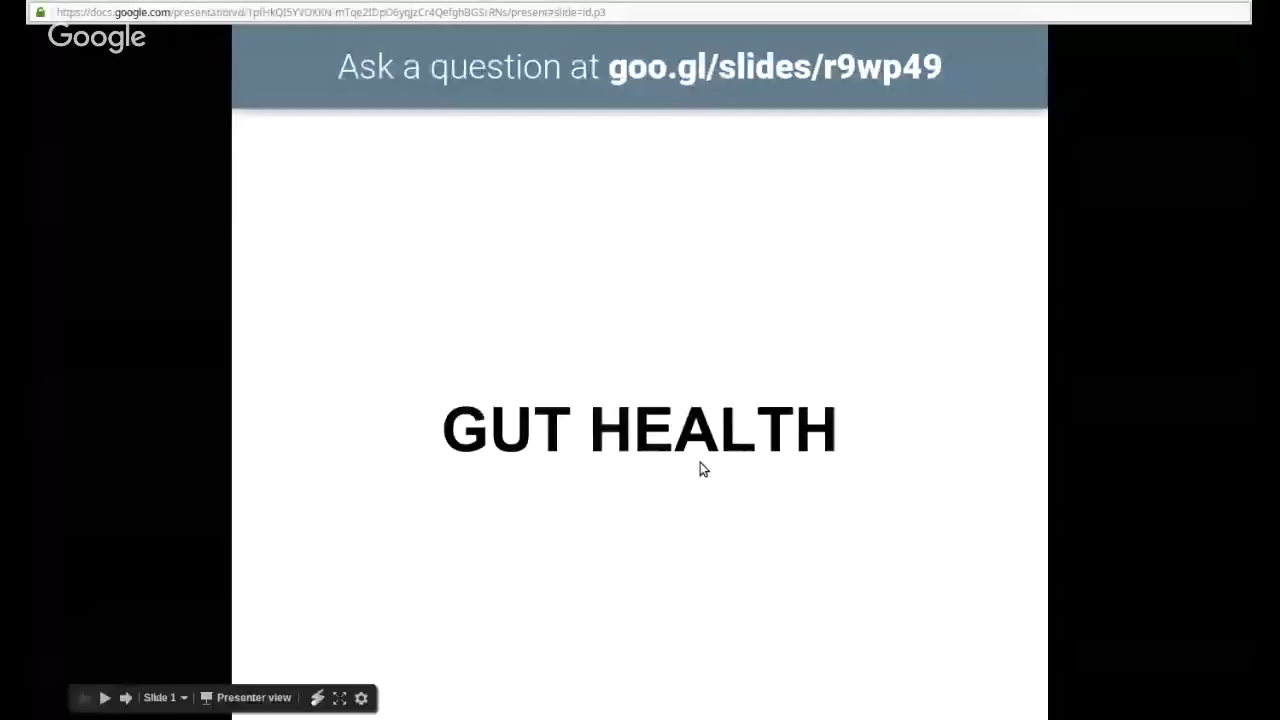 Google
Ask a question at goo.gl/slides/r9wp49
GUT HEALTH
Slide 1
Presenter view